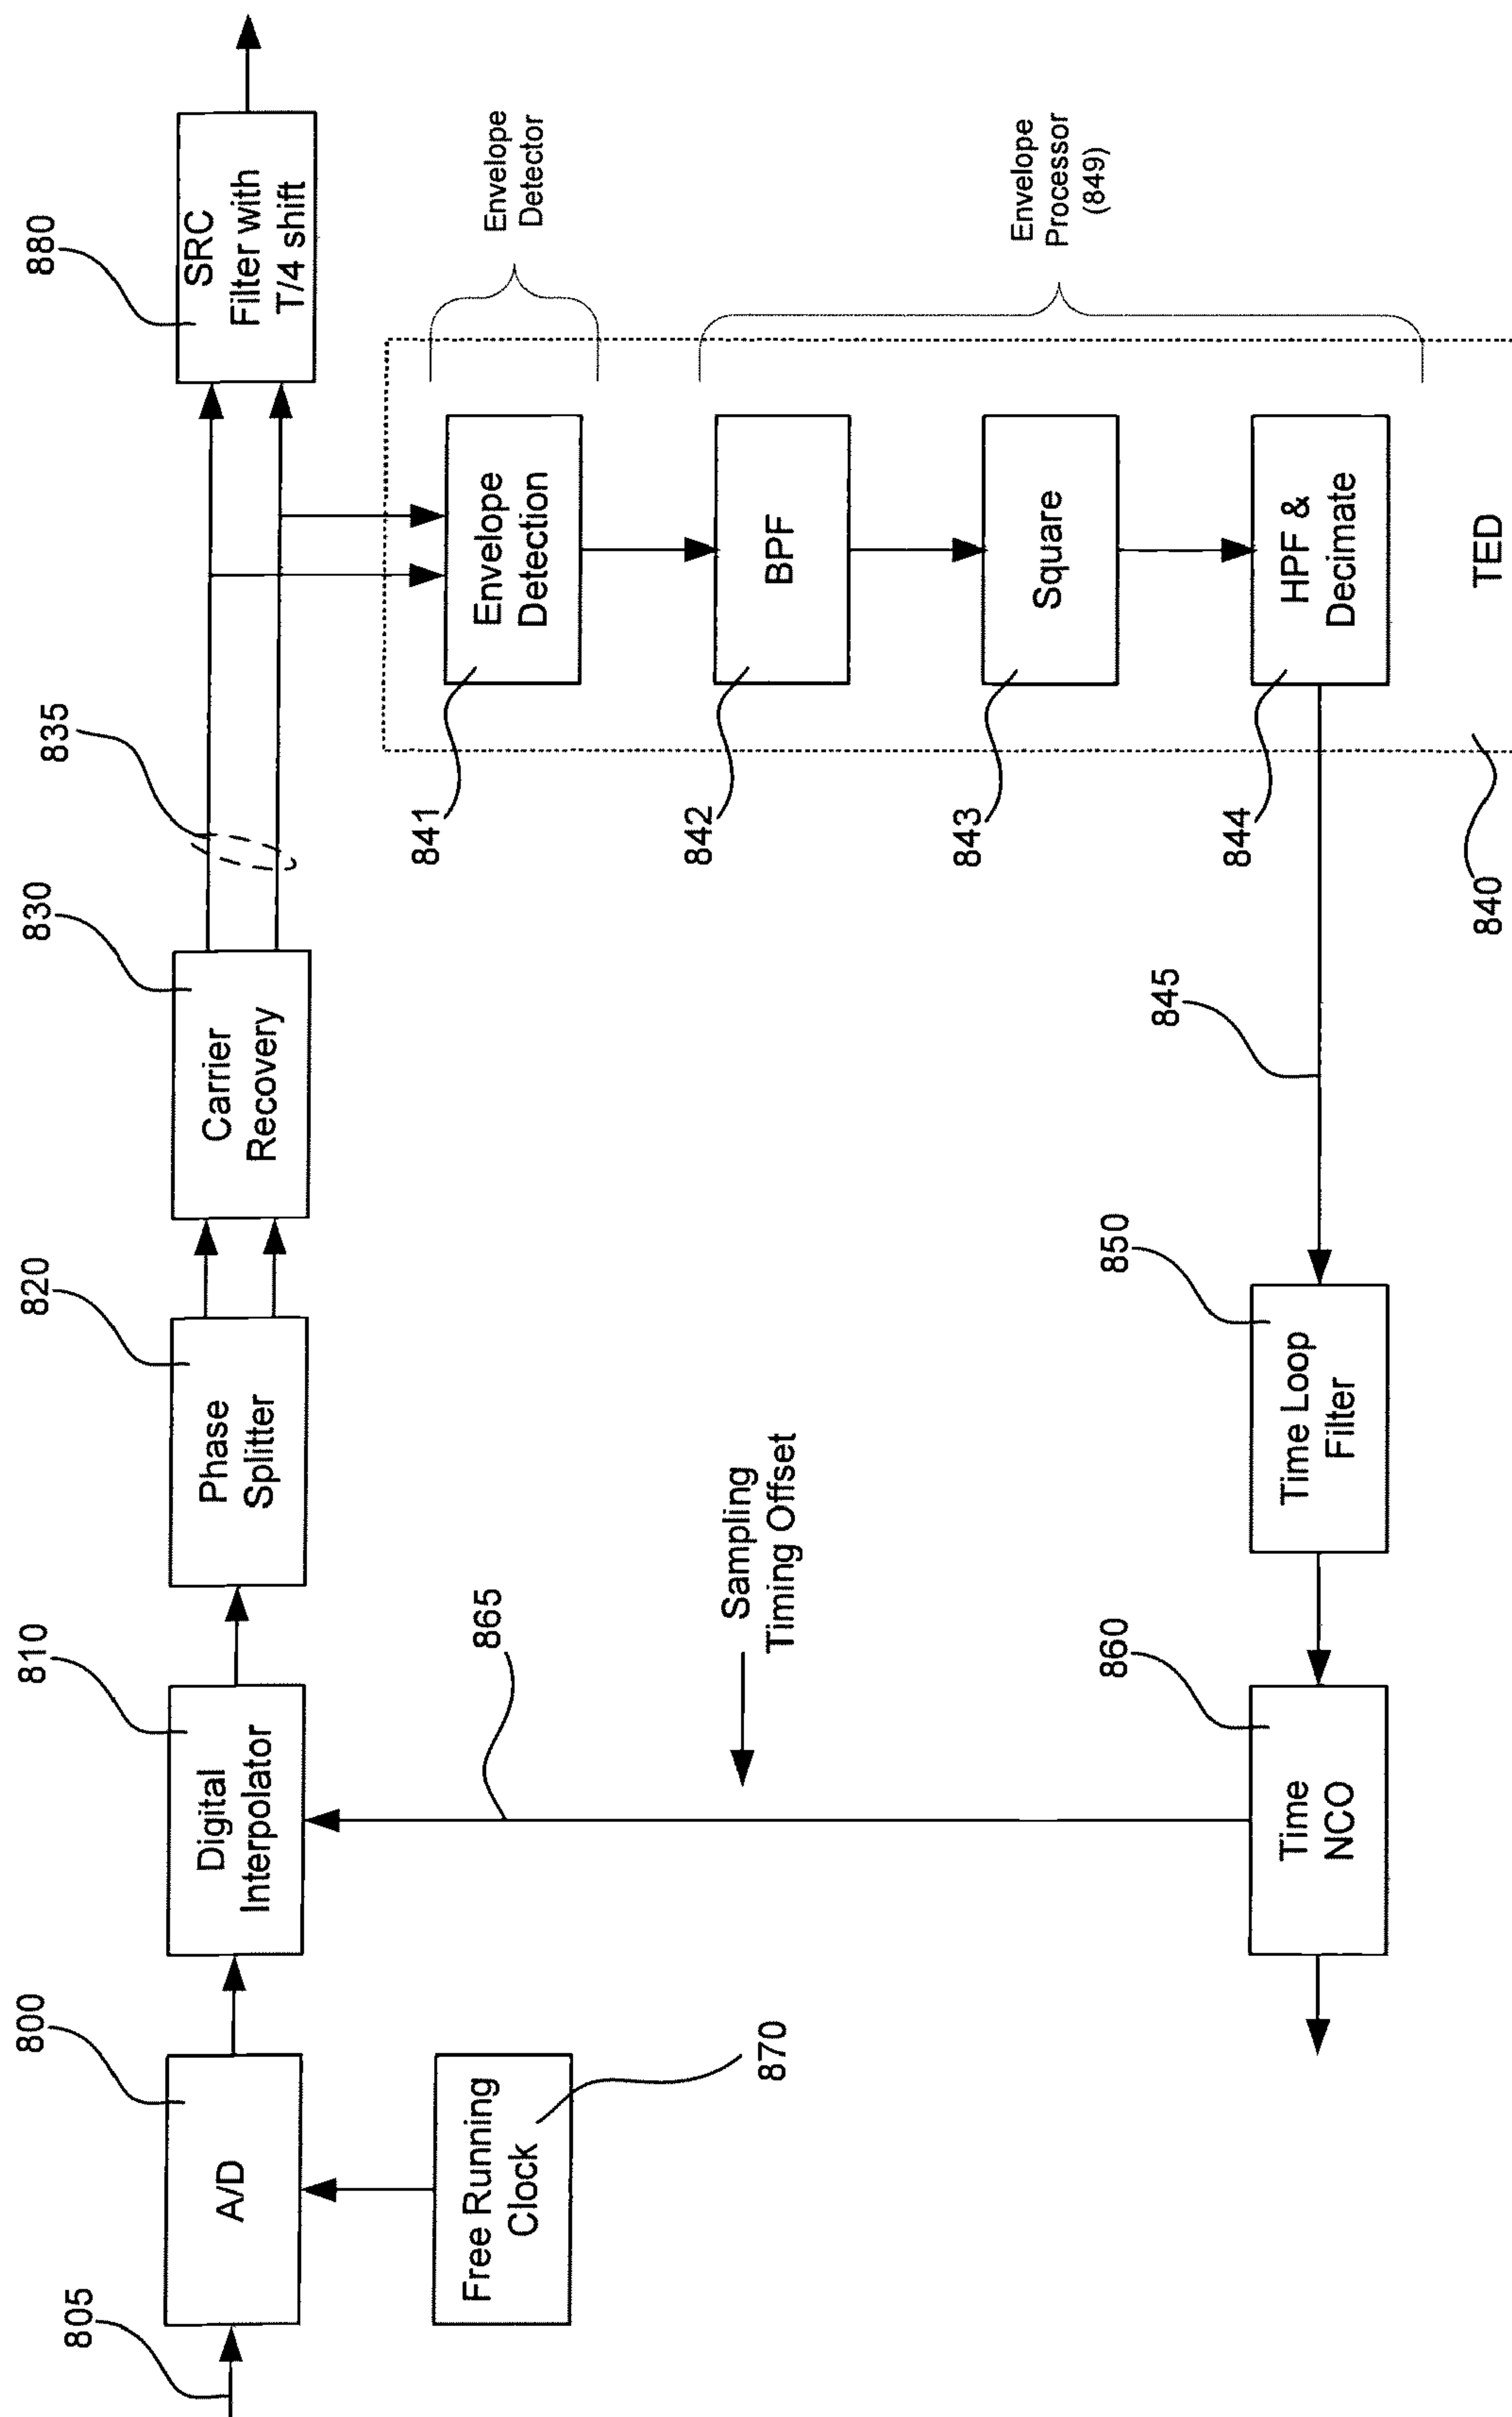 805
800
A/D
810
Digital
Interpolator
820
Phase
Splitter
830
Carrier
Recovery
835
880
SRC
Filter with
T/4 shift
Free Running
Clock
870
865
Sampling
Timing Offset
841
Envelope
Detection
Envelope
Detector
842
BPF
843
Square
844
HPF &
Decimate
Envelope
Processor
(849)
860
Time
NCO
850
Time Loop
Filter
845
840
TED